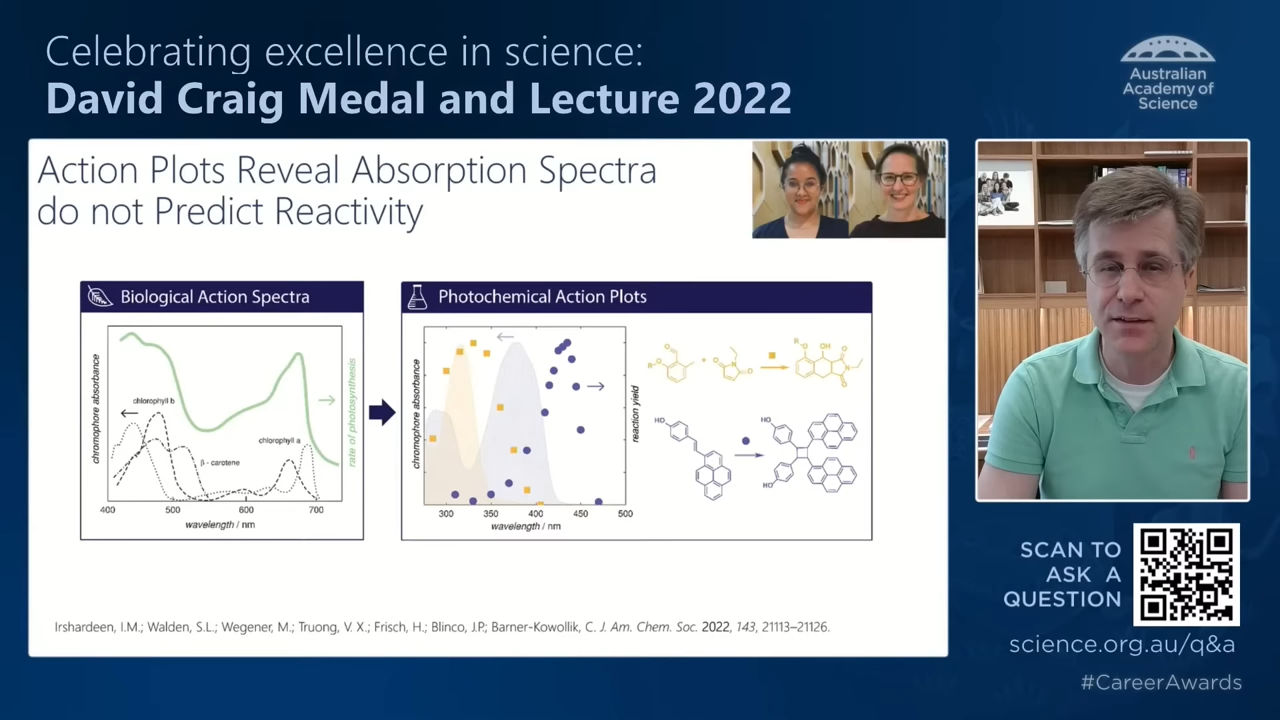 Celebrating excellence in science:
David Craig Medal and Lecture 2022
Australian
Academy of
Science
Action Plots Reveal Absorption Spectra
do not Predict Reactivity
Biological Action Spectra
chromophore absorbance
rate of photosynthesis
chlorophyll b
chlorophyll a
β - carotene
400 500 600 700
wavelength / nm
Photochemical Action Plots
chromophore absorbance
reaction yield
300 350 400 450 500
wavelength / nm
R
O
O
+
N
O
O
R
O
OH
O
N
O
HO
HO
HO
Irshardeen, I.M.; Walden, S.L.; Wegener, M.; Truong, V. X.; Frisch, H.; Blinco, J.P.; Barner-Kowollik, C. J. Am. Chem. Soc. 2022, 143, 21113–21126.
SCAN TO
ASK A
QUESTION
science.org.au/q&a
#CareerAwards